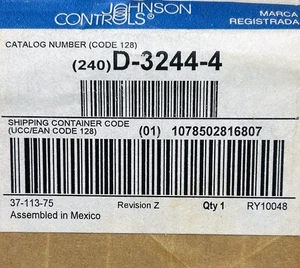 JOHNSON
CONTROLS®
MARCA
REGISTRADA
CATALOG NUMBER (CODE 128)
(240) D-3244-4
SHIPPING CONTAINER CODE
(UCC/EAN CODE 128)
(01) 1078502816807
37-113-75
Revision Z
Qty 1
RY10048
Assembled in Mexico